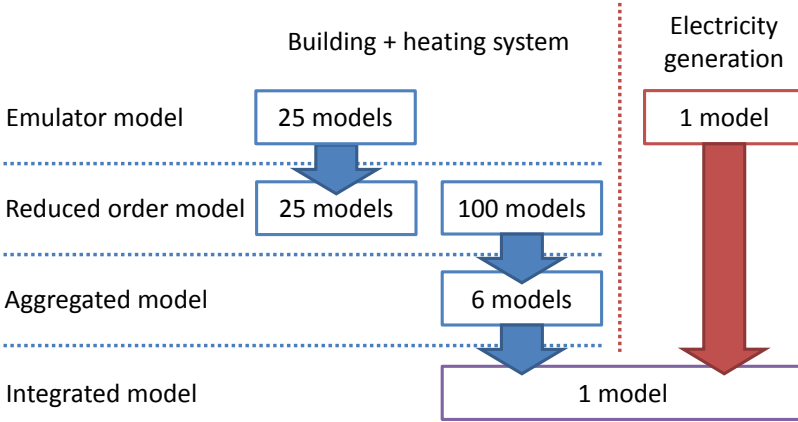 Building + heating system
Electricity
generation
Emulator model
25 models
1 model
Reduced order model
25 models
100 models
Aggregated model
6 models
Integrated model
1 model